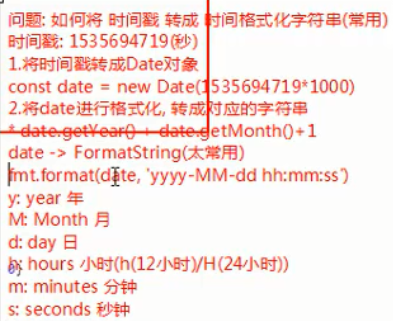 问题: 如何将 时间戳 转成 时间格式化字符串(常用)
时间戳: 1535694719(秒)
1.将时间戳转成Date对象
const date = new Date(1535694719*1000)
2.将date进行格式化, 转成对应的字符串
* date.getYear() + date.getMonth()+1
date -> FormatString(太常用)
fmt.format(date, 'yyyy-MM-dd hh:mm:ss')
y: year 年
M: Month 月
d: day 日
h: hours 小时(h(12小时)/H(24小时))
m: minutes 分钟
s: seconds 秒钟